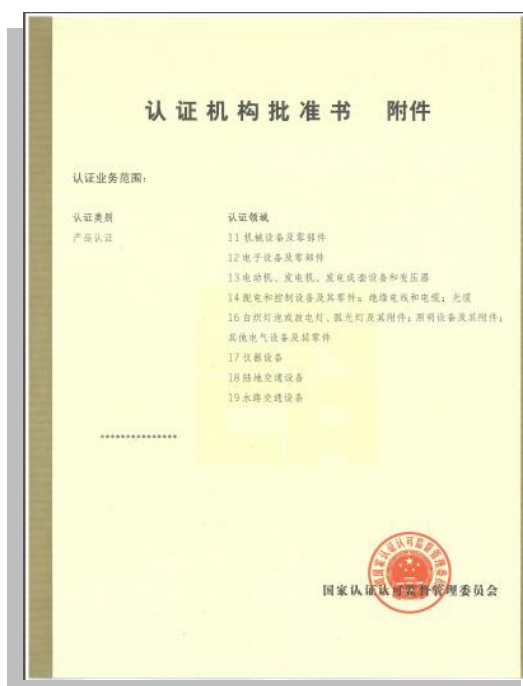 认证机构批准书 附件
认证业务范围：
认证类别 认证领域
产品认证 11 机械设备及零部件
12 电子设备及零部件
13 电动机、发电机、发电成套设备和变压器
14 配电和控制设备及其零件；绝缘电线和电缆；光缆
16 白炽灯泡或放电灯、弧光灯及其附件；照明设备及其附件；
其他电气设备及其零件
17 仪器设备
18 陆地交通设备
19 水路交通设备
***************
国家认证认可监督管理委员会